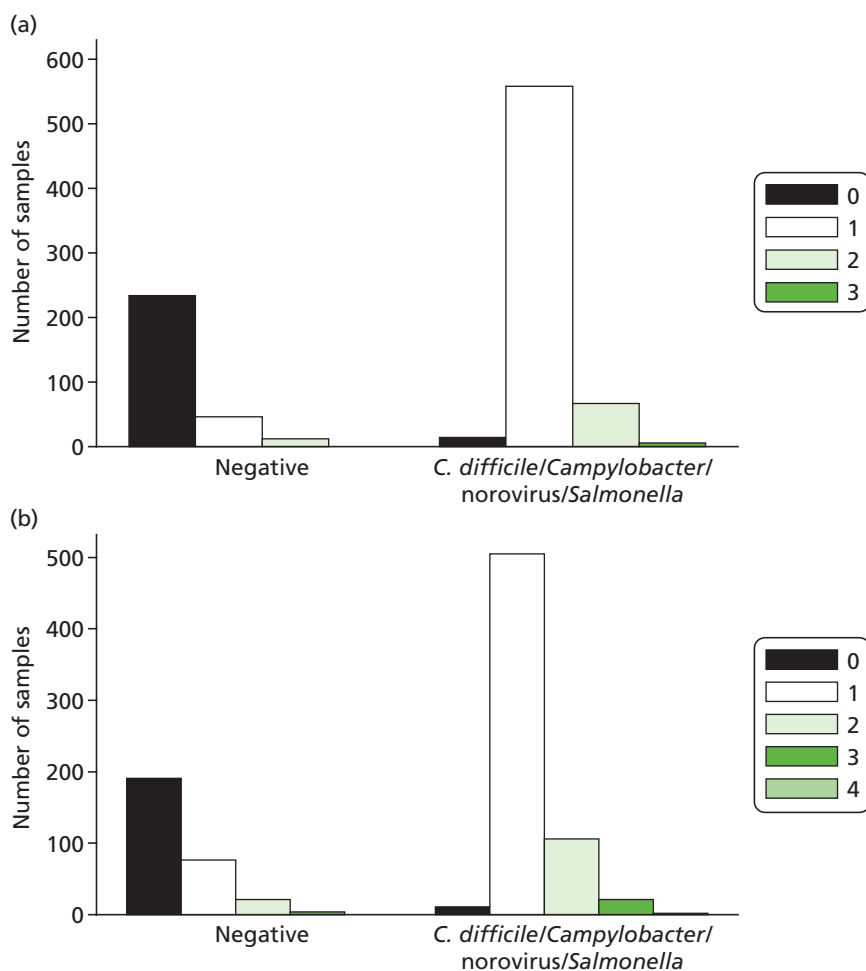 (a)
600
500
400
300
200
100
0
Number of samples
Negative
C. difficile/Campylobacter/
norovirus/Salmonella
0
1
2
3
(b)
500
400
300
200
100
0
Number of samples
Negative
C. difficile/Campylobacter/
norovirus/Salmonella
0
1
2
3
4